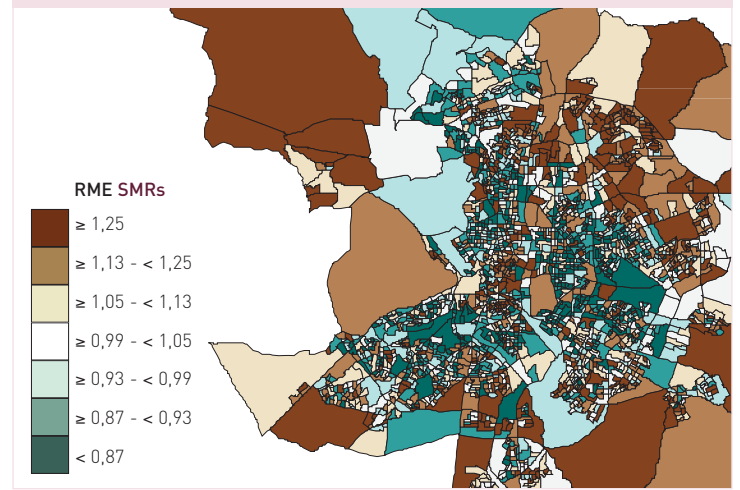 RME SMRs
≥ 1,25
≥ 1,13 - < 1,25
≥ 1,05 - < 1,13
≥ 0,99 - < 1,05
≥ 0,93 - < 0,99
≥ 0,87 - < 0,93
< 0,87